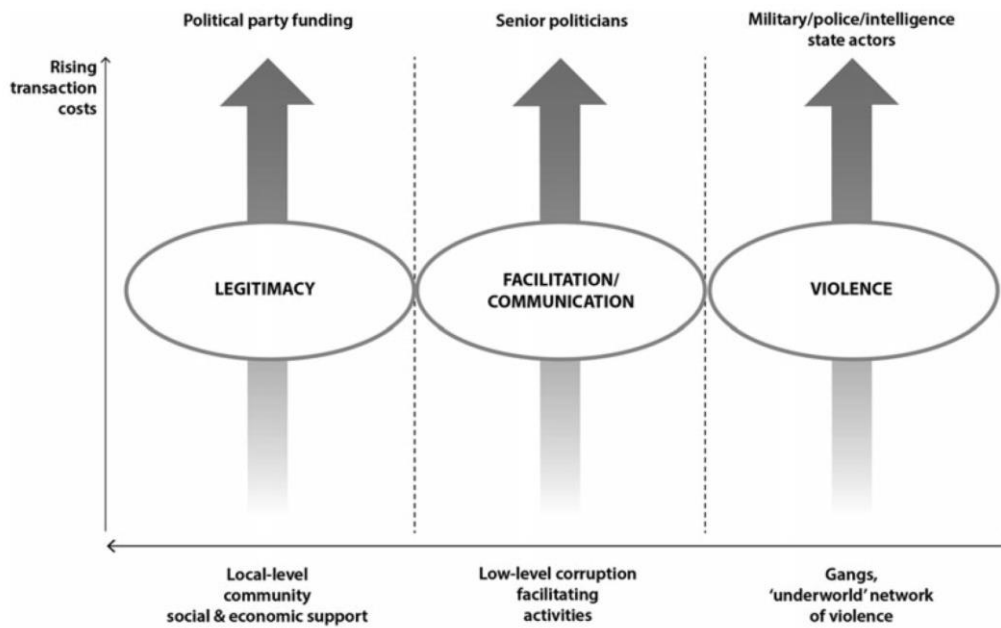 Political party funding
Senior politicians
Military/police/intelligence
state actors
Rising
transaction
costs
LEGITIMACY
FACILITATION/
COMMUNICATION
VIOLENCE
Local-level
community
social & economic support
Low-level corruption
facilitating
activities
Gangs,
‘underworld’ network
of violence